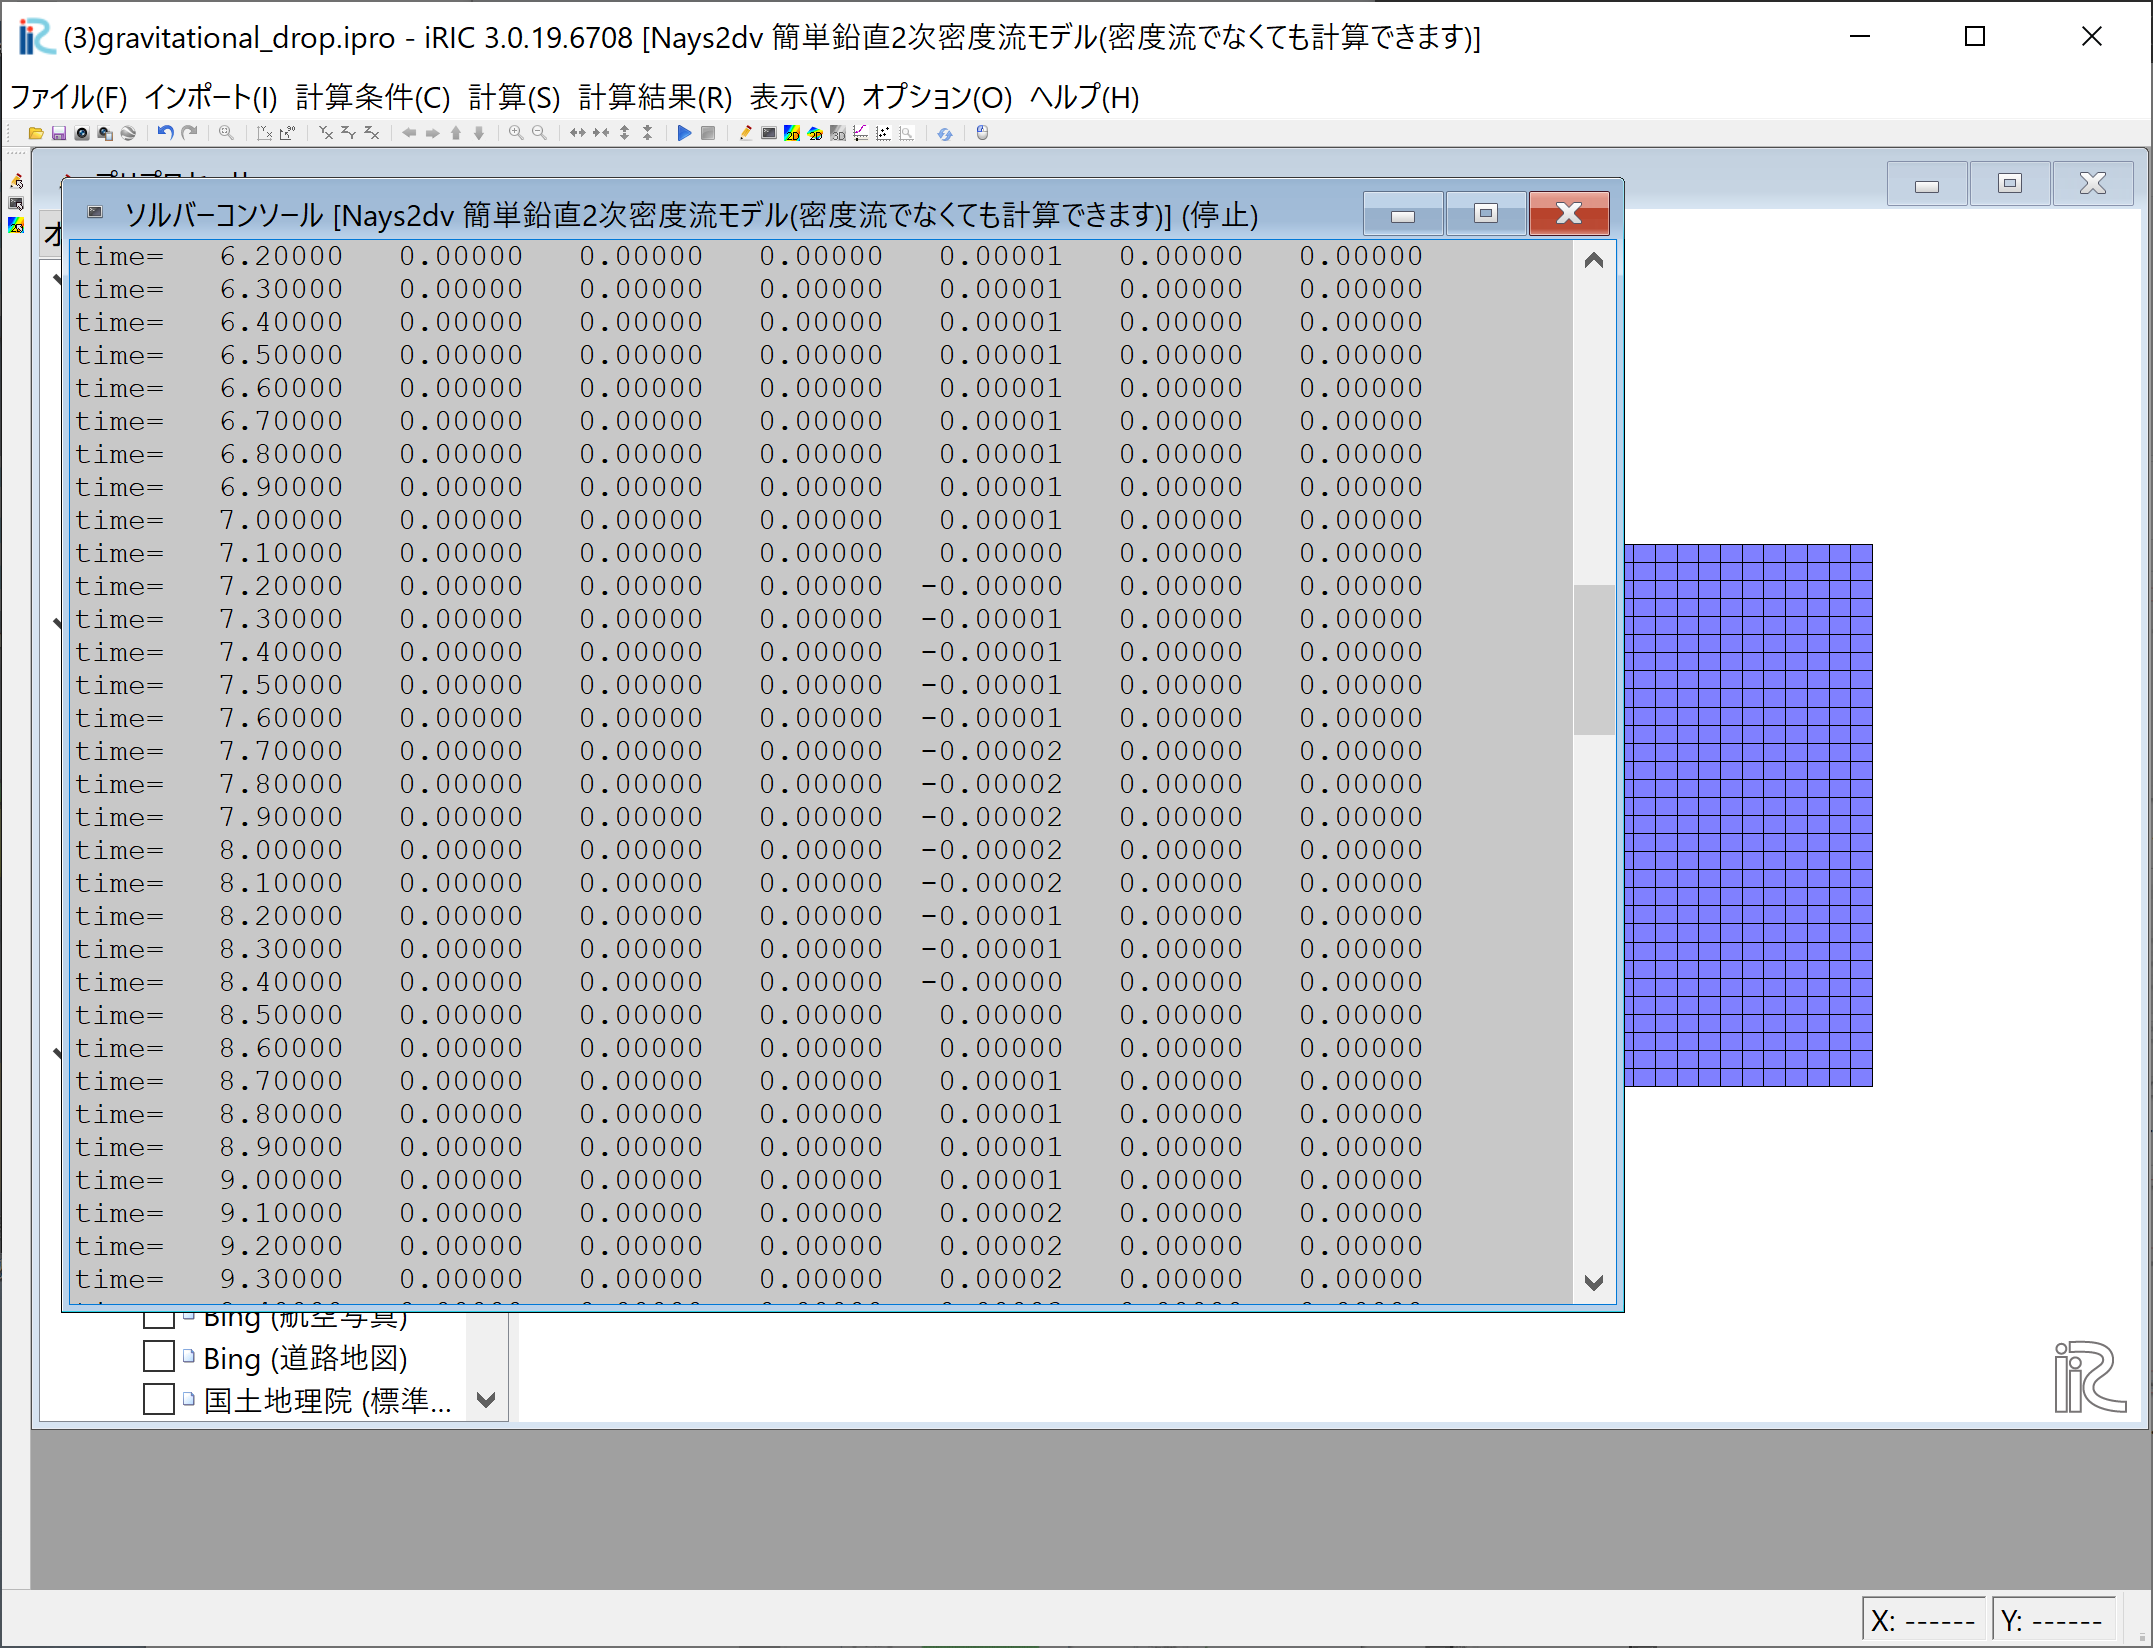 (3)gravitational_drop.ipro - iRIC 3.0.19.6708 [Nays2dv 簡単鉛直2次密度流モデル(密度流でなくても計算できます)]
ファイル(F) インポート(I) 計算条件(C) 計算(S) 計算結果(R) 表示(V) オプション(O) ヘルプ(H)
ソルバーコンソール [Nays2dv 簡単鉛直2次密度流モデル(密度流でなくても計算できます)] (停止)
time= 6.20000 0.00000 0.00000 0.00000 0.00001 0.00000 0.00000
time= 6.30000 0.00000 0.00000 0.00000 0.00001 0.00000 0.00000
time= 6.40000 0.00000 0.00000 0.00000 0.00001 0.00000 0.00000
time= 6.50000 0.00000 0.00000 0.00000 0.00001 0.00000 0.00000
time= 6.60000 0.00000 0.00000 0.00000 0.00001 0.00000 0.00000
time= 6.70000 0.00000 0.00000 0.00000 0.00001 0.00000 0.00000
time= 6.80000 0.00000 0.00000 0.00000 0.00001 0.00000 0.00000
time= 6.90000 0.00000 0.00000 0.00000 0.00001 0.00000 0.00000
time= 7.00000 0.00000 0.00000 0.00000 0.00001 0.00000 0.00000
time= 7.10000 0.00000 0.00000 0.00000 0.00000 0.00000 0.00000
time= 7.20000 0.00000 0.00000 0.00000 -0.00000 0.00000 0.00000
time= 7.30000 0.00000 0.00000 0.00000 -0.00001 0.00000 0.00000
time= 7.40000 0.00000 0.00000 0.00000 -0.00001 0.00000 0.00000
time= 7.50000 0.00000 0.00000 0.00000 -0.00001 0.00000 0.00000
time= 7.60000 0.00000 0.00000 0.00000 -0.00001 0.00000 0.00000
time= 7.70000 0.00000 0.00000 0.00000 -0.00002 0.00000 0.00000
time= 7.80000 0.00000 0.00000 0.00000 -0.00002 0.00000 0.00000
time= 7.90000 0.00000 0.00000 0.00000 -0.00002 0.00000 0.00000
time= 8.00000 0.00000 0.00000 0.00000 -0.00002 0.00000 0.00000
time= 8.10000 0.00000 0.00000 0.00000 -0.00002 0.00000 0.00000
time= 8.20000 0.00000 0.00000 0.00000 -0.00001 0.00000 0.00000
time= 8.30000 0.00000 0.00000 0.00000 -0.00001 0.00000 0.00000
time= 8.40000 0.00000 0.00000 0.00000 -0.00000 0.00000 0.00000
time= 8.50000 0.00000 0.00000 0.00000 0.00000 0.00000 0.00000
time= 8.60000 0.00000 0.00000 0.00000 0.00000 0.00000 0.00000
time= 8.70000 0.00000 0.00000 0.00000 0.00001 0.00000 0.00000
time= 8.80000 0.00000 0.00000 0.00000 0.00001 0.00000 0.00000
time= 8.90000 0.00000 0.00000 0.00000 0.00001 0.00000 0.00000
time= 9.00000 0.00000 0.00000 0.00000 0.00001 0.00000 0.00000
time= 9.10000 0.00000 0.00000 0.00000 0.00002 0.00000 0.00000
time= 9.20000 0.00000 0.00000 0.00000 0.00002 0.00000 0.00000
time= 9.30000 0.00000 0.00000 0.00000 0.00002 0.00000 0.00000
Bing (航空写真)
Bing (道路地図)
国土地理院 (標準...
iRIC
X: ------ Y: ------